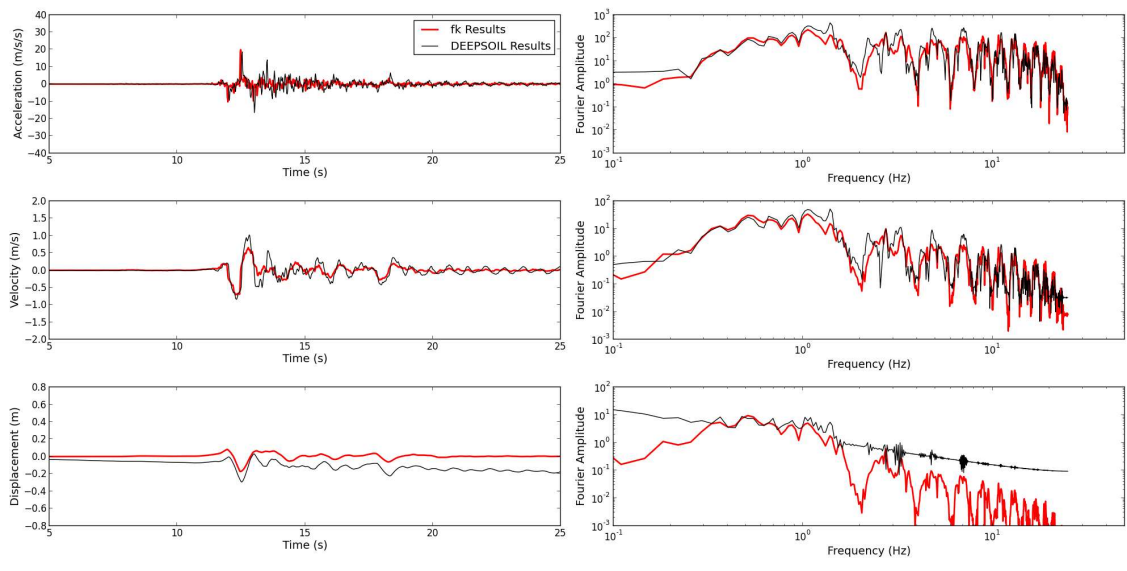 40
30
20
10
0
−10
−20
−30
−40
Acceleration (m/s/s)
fk Results
DEEPSOIL Results
5 10 15 20 25
Time (s)
10^3
10^2
10^1
10^0
10^-1
10^-2
10^-3
Fourier Amplitude
10^-1 10^0 10^1
Frequency (Hz)
2.0
1.5
1.0
0.5
0.0
−0.5
−1.0
−1.5
−2.0
Velocity (m/s)
5 10 15 20 25
Time (s)
10^2
10^1
10^0
10^-1
10^-2
10^-3
Fourier Amplitude
10^-1 10^0 10^1
Frequency (Hz)
0.8
0.6
0.4
0.2
0.0
−0.2
−0.4
−0.6
−0.8
Displacement (m)
5 10 15 20 25
Time (s)
10^2
10^1
10^0
10^-1
10^-2
10^-3
Fourier Amplitude
10^-1 10^0 10^1
Frequency (Hz)